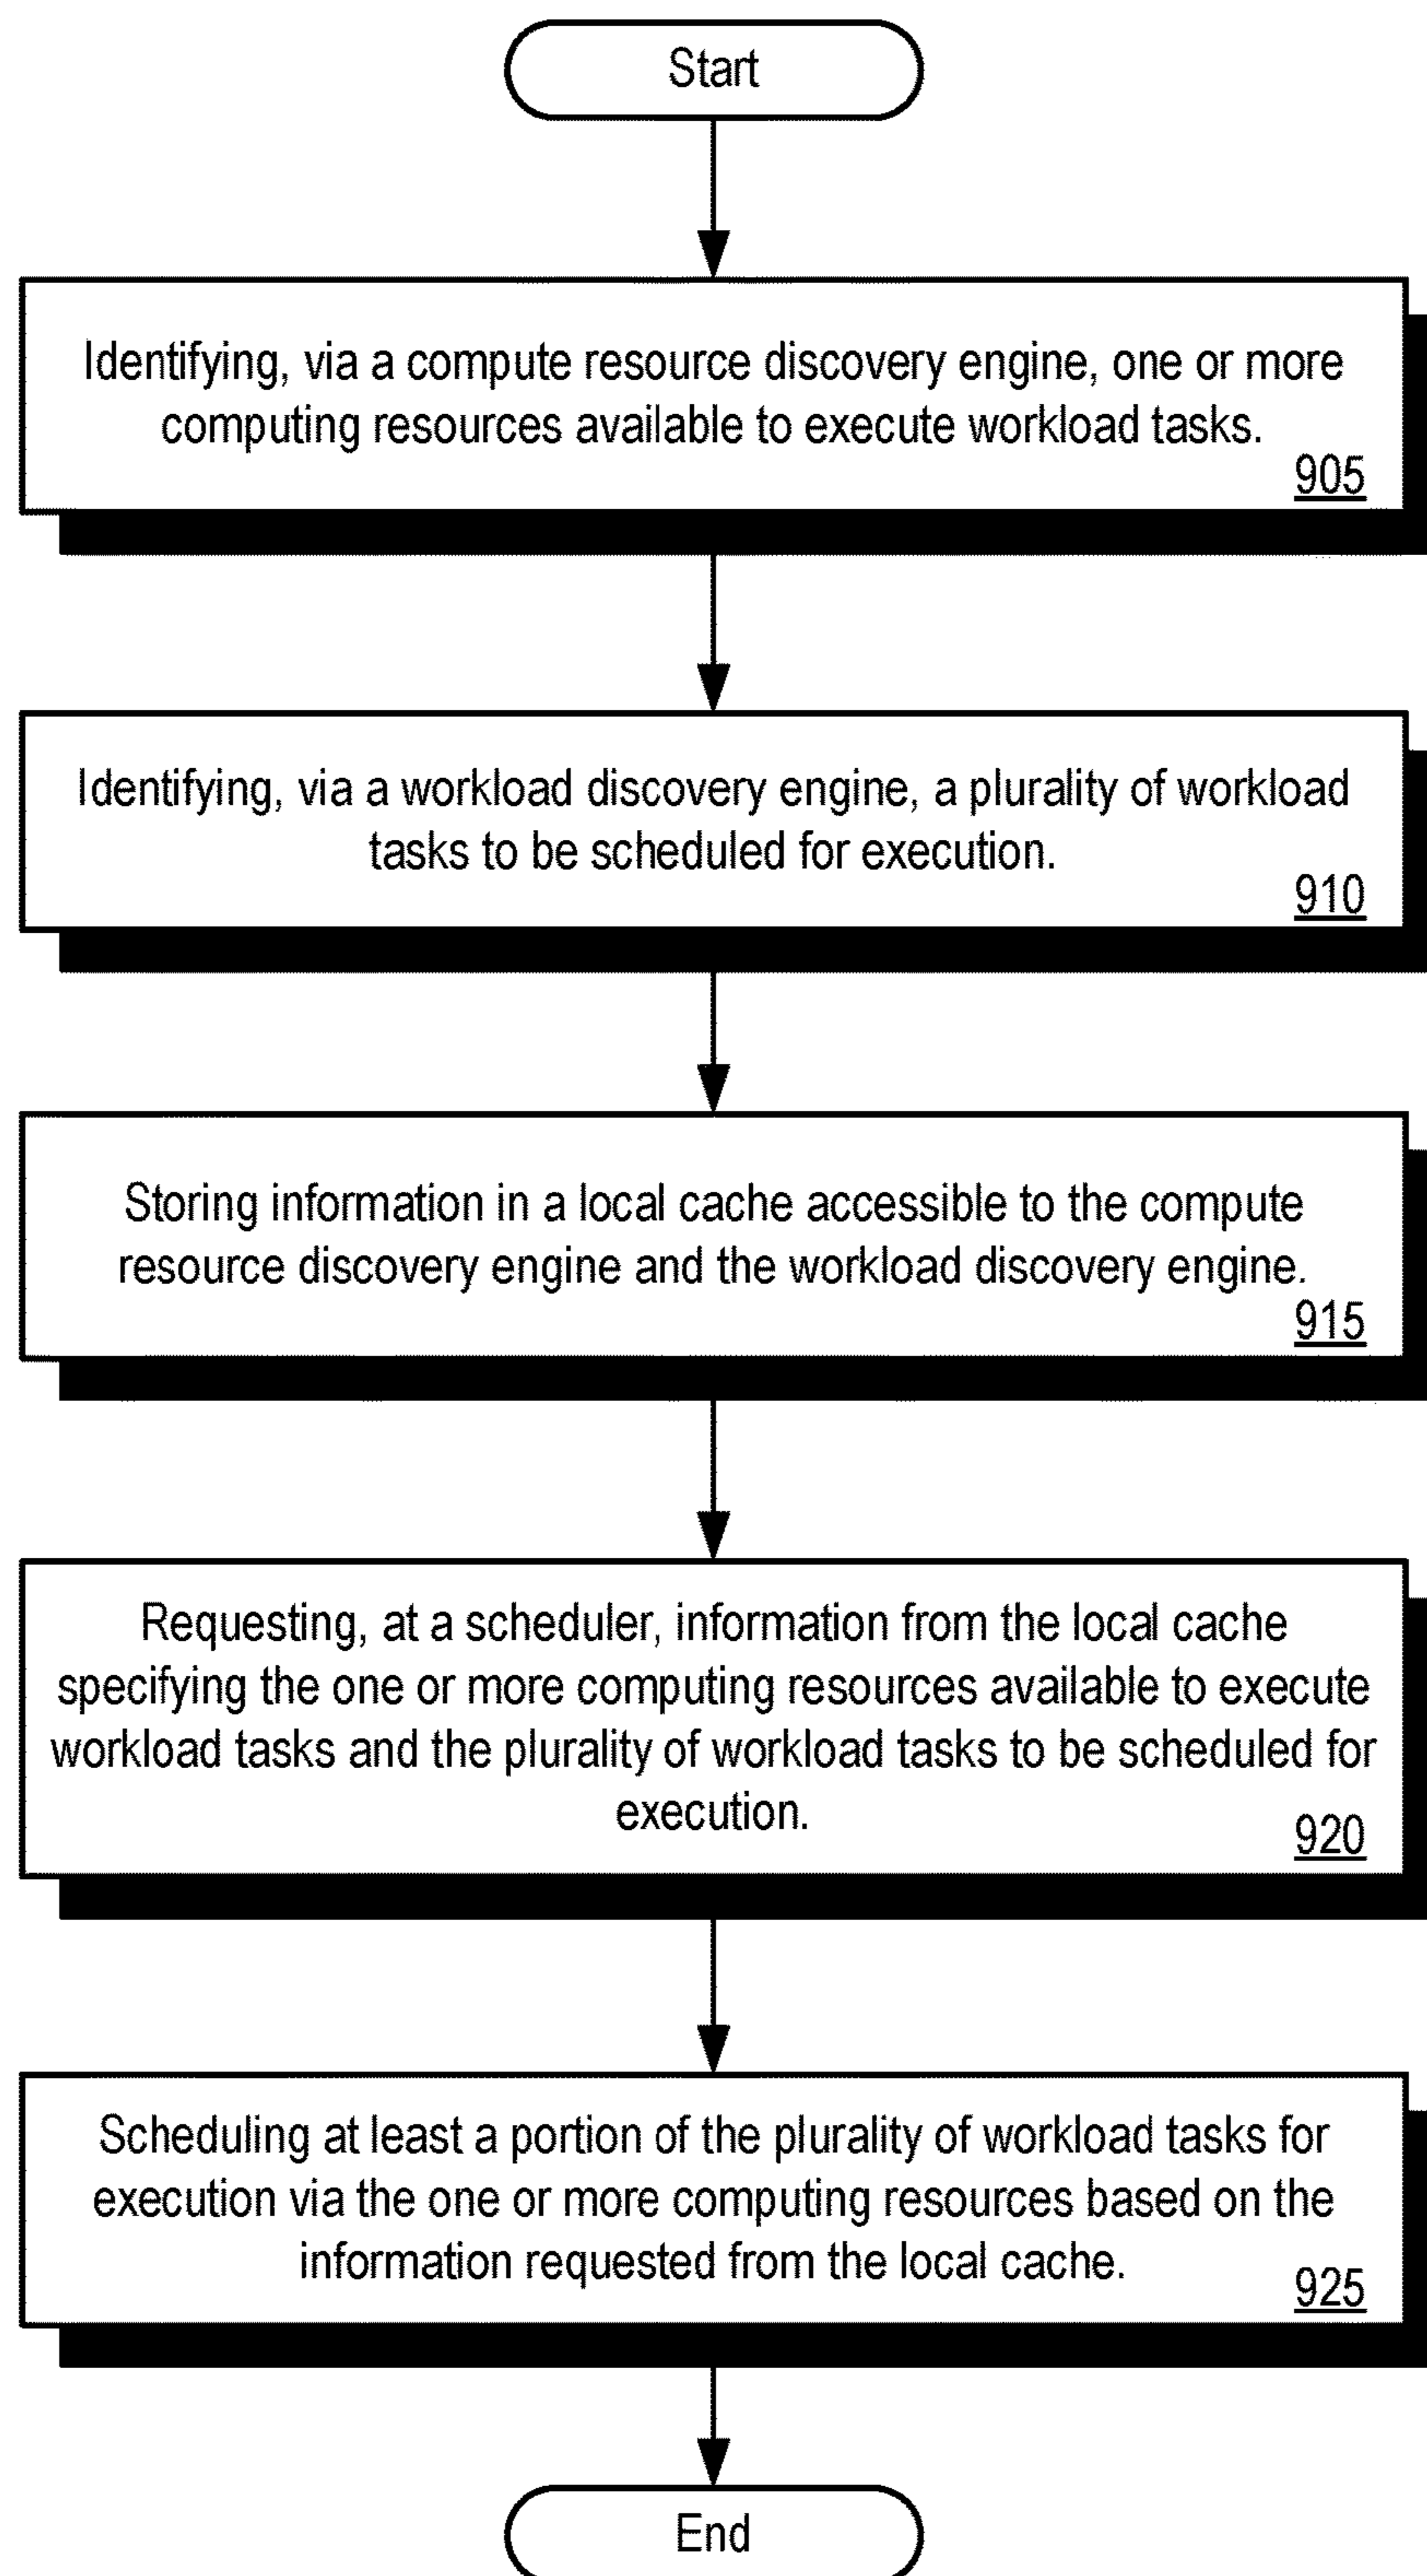 Start
Identifying, via a compute resource discovery engine, one or more
computing resources available to execute workload tasks.
905
Identifying, via a workload discovery engine, a plurality of workload
tasks to be scheduled for execution.
910
Storing information in a local cache accessible to the compute
resource discovery engine and the workload discovery engine.
915
Requesting, at a scheduler, information from the local cache
specifying the one or more computing resources available to execute
workload tasks and the plurality of workload tasks to be scheduled for
execution.
920
Scheduling at least a portion of the plurality of workload tasks for
execution via the one or more computing resources based on the
information requested from the local cache.
925
End